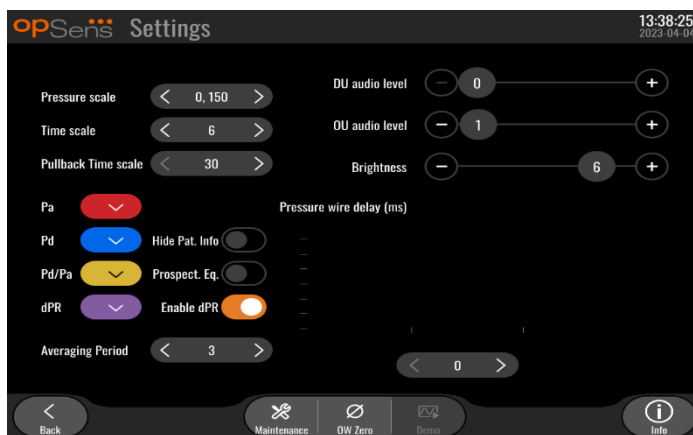 opSens Settings
13:38:25
2023-04-04
Pressure scale 0, 150
Time scale 6
Pullback Time scale 30
DU audio level 0
OU audio level 1
Brightness 6
Pa
Pressure wire delay (ms)
Pd Hide Pat. Info
Pd/Pa Prospect. Eq.
dPR Enable dPR
Averaging Period 3
0
Back
Maintenance
OW Zero
Demo
Info